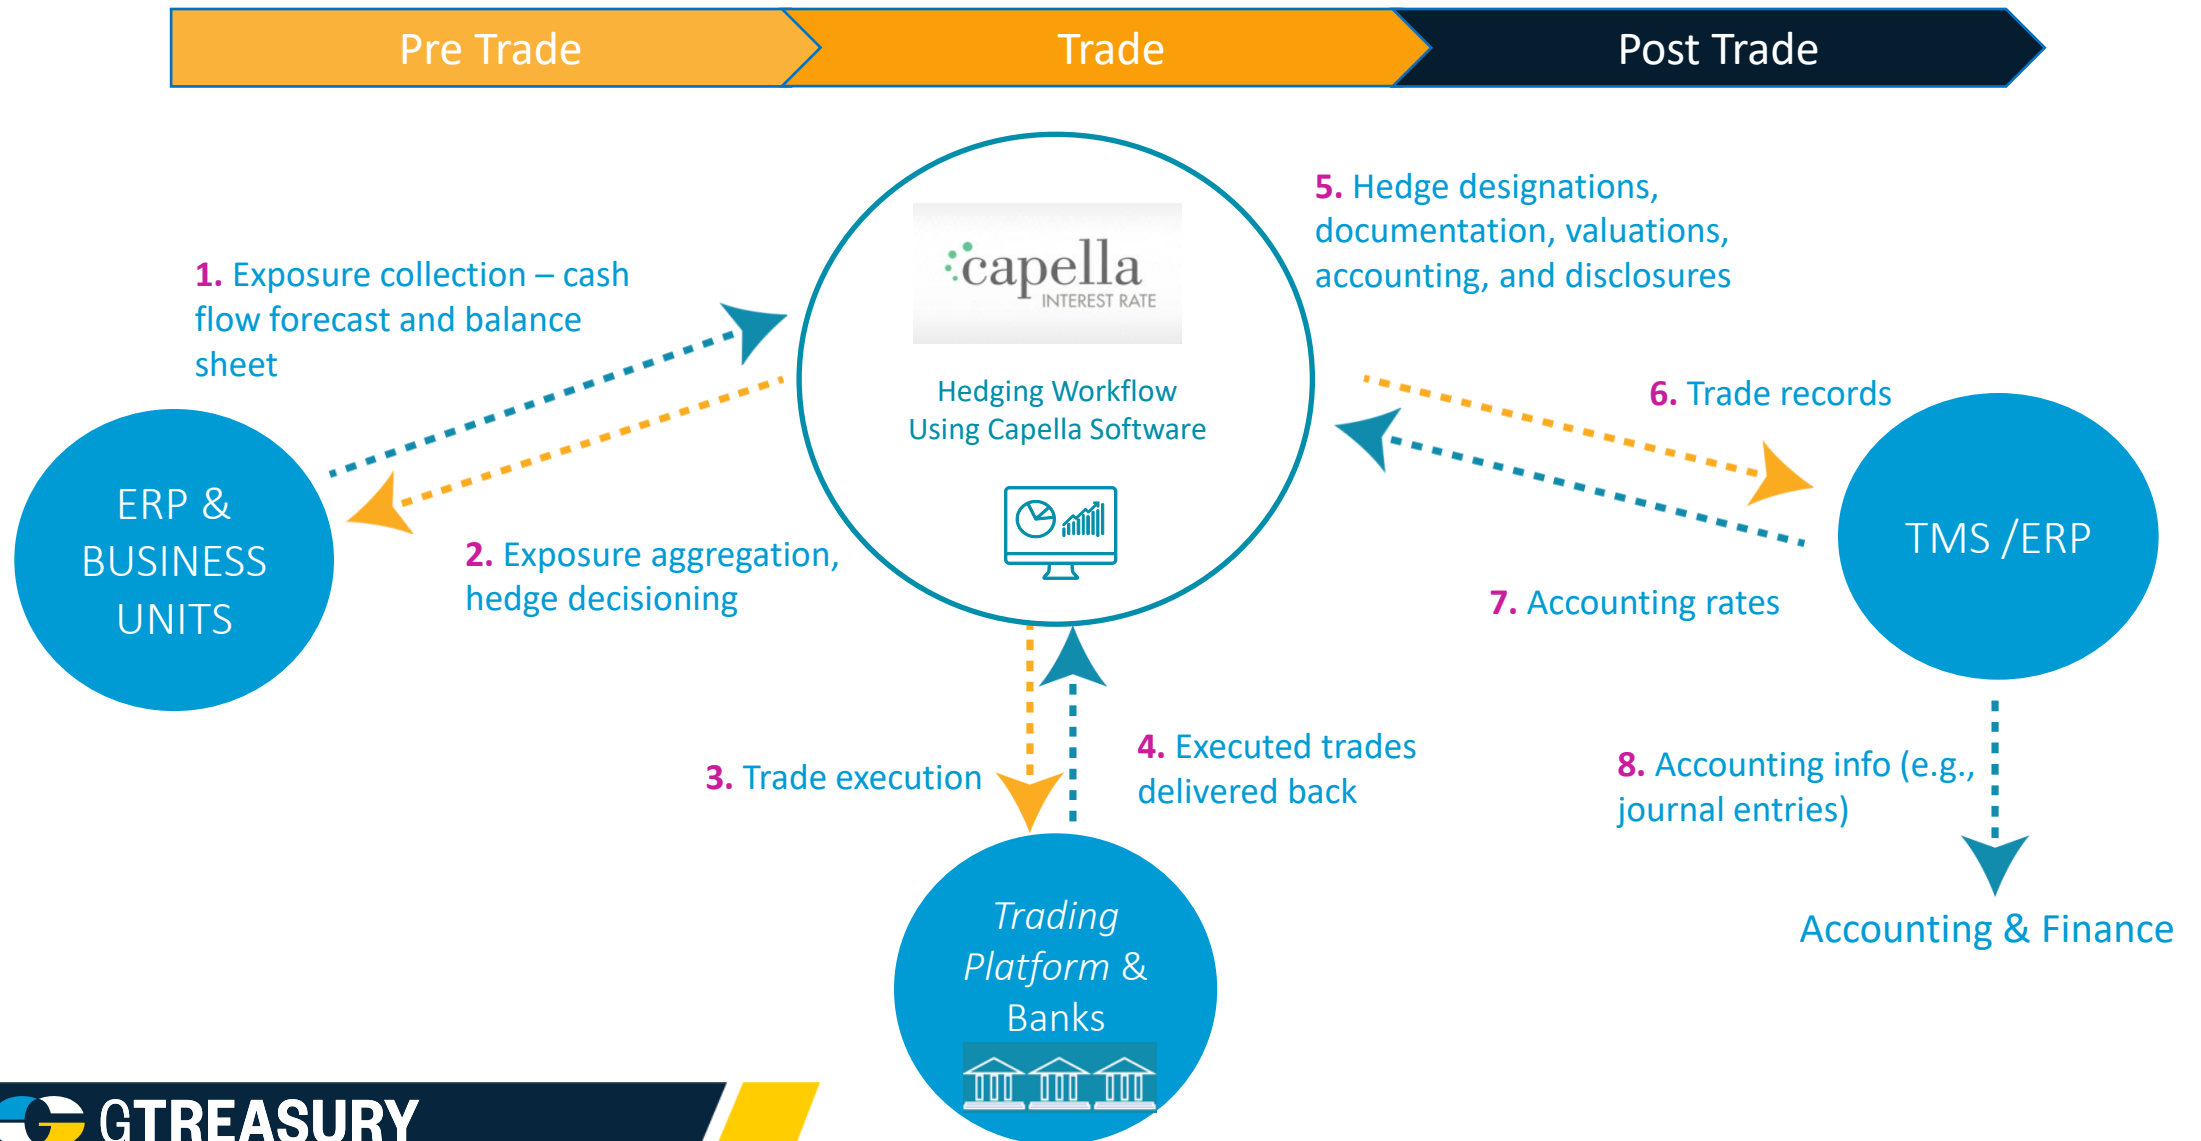 Pre Trade
Trade
Post Trade
1. Exposure collection – cash
flow forecast and balance
sheet
ERP &
BUSINESS
UNITS
2. Exposure aggregation,
hedge decisioning
capella
INTEREST RATE
Hedging Workflow
Using Capella Software
3. Trade execution
4. Executed trades
delivered back
Trading
Platform &
Banks
5. Hedge designations,
documentation, valuations,
accounting, and disclosures
6. Trade records
7. Accounting rates
TMS /ERP
8. Accounting info (e.g.,
journal entries)
Accounting & Finance
GTREASURY